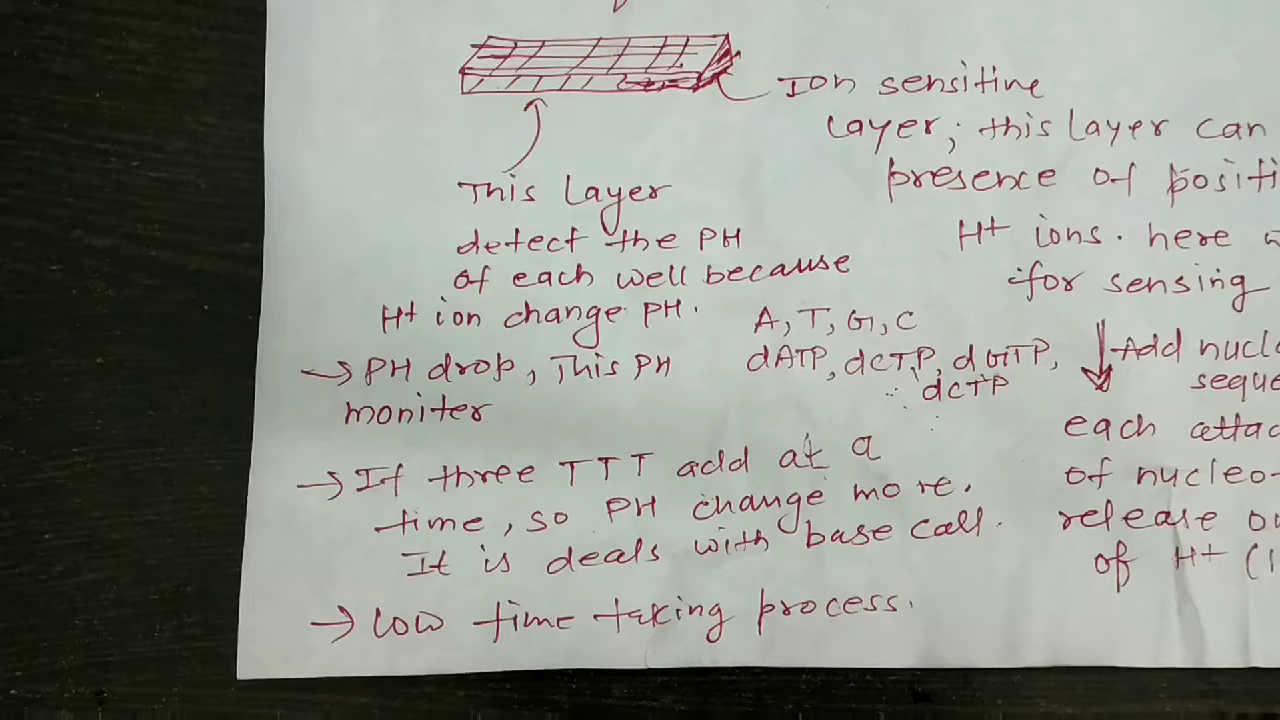 Ion sensitive
Layer; this Layer can
presence of positi
This Layer
detect the PH
of each well because
H+ ion change PH.
H+ ions. here
for sensing
A, T, G, C
dATP, dCTP, dGTP,
dCTP
→ PH drop, This PH
moniter
Add nucl
seque
each attac
of nucleo-
release o
of H+ (
→ If three TTT add at a
time, so PH change more.
It is deals with base call.
→ Low time taking process.